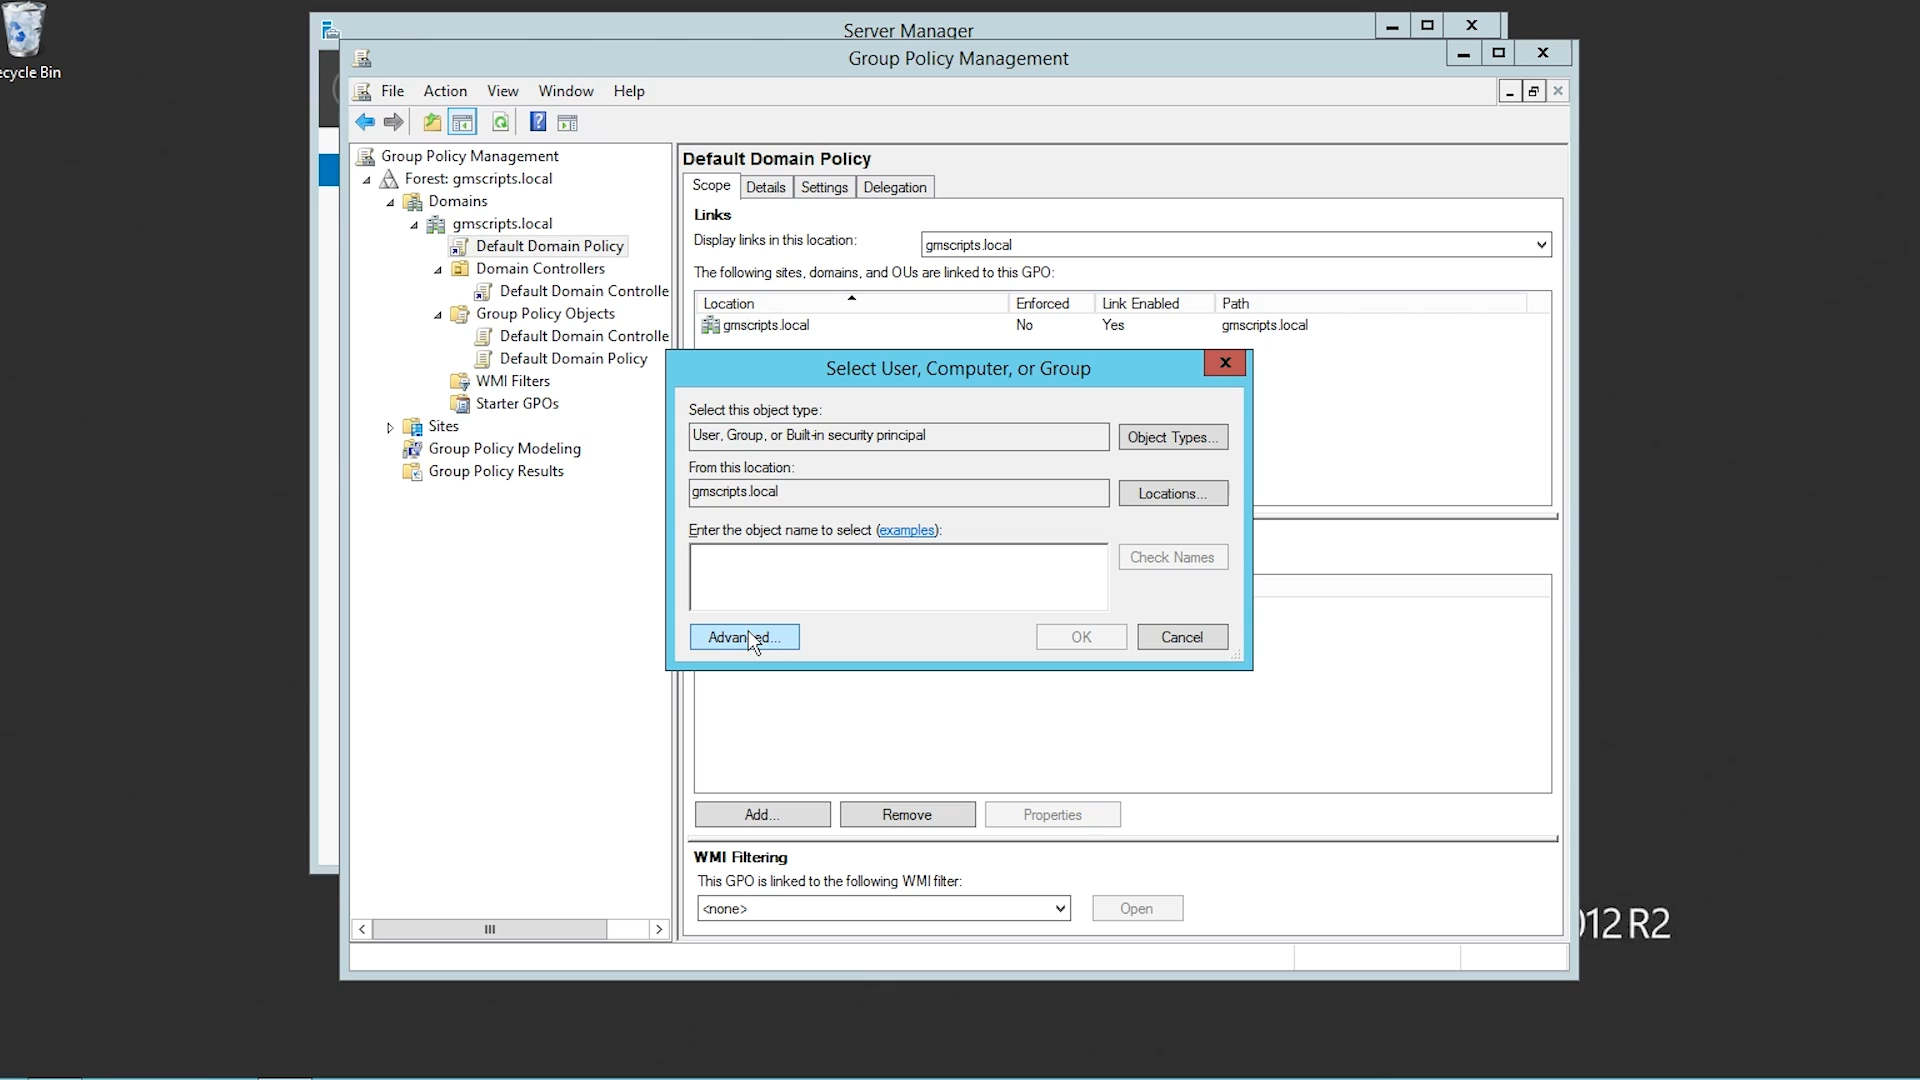 ecycle Bin
Server Manager
Group Policy Management
File Action View Window Help
Group Policy Management
Forest: gmscripts.local
Domains
gmscripts.local
Default Domain Policy
Domain Controllers
Default Domain Controlle
Group Policy Objects
Default Domain Controlle
Default Domain Policy
WMI Filters
Starter GPOs
Sites
Group Policy Modeling
Group Policy Results
Default Domain Policy
Scope Details Settings Delegation
Links
Display links in this location: gmscripts.local
The following sites, domains, and OUs are linked to this GPO:
Location Enforced Link Enabled Path
gmscripts.local No Yes gmscripts.local
Select User, Computer, or Group
Select this object type:
User, Group, or Built-in security principal Object Types...
From this location:
gmscripts.local Locations...
Enter the object name to select (examples):
Check Names
Advanced... OK Cancel
Add... Remove Properties
WMI Filtering
This GPO is linked to the following WMI filter:
<none> Open
012 R2